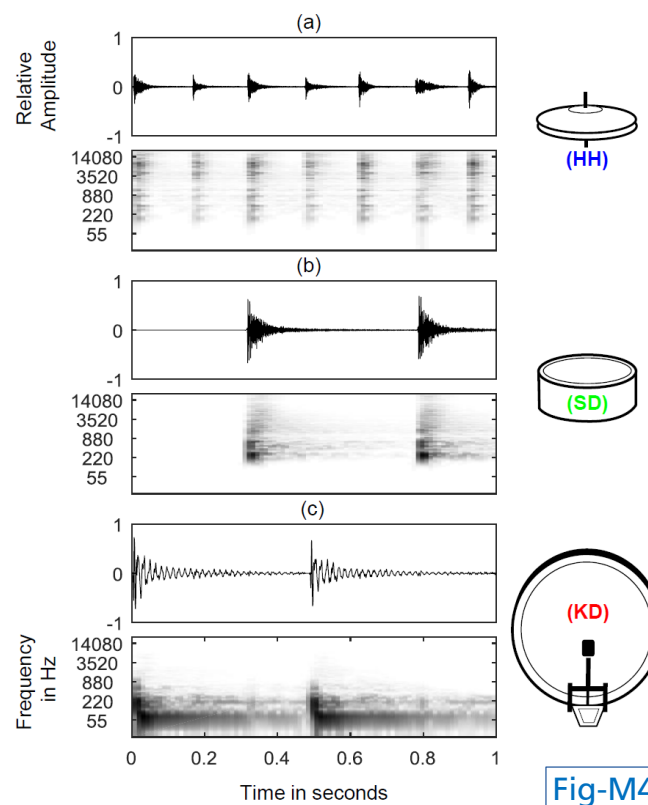 (a)
Relative
Amplitude
1
0
-1
14080
3520
880
220
55
(HH)
(b)
1
0
-1
14080
3520
880
220
55
(SD)
(c)
1
0
-1
Frequency
in Hz
14080
3520
880
220
55
(KD)
0 0.2 0.4 0.6 0.8 1
Time in seconds
Fig-M4